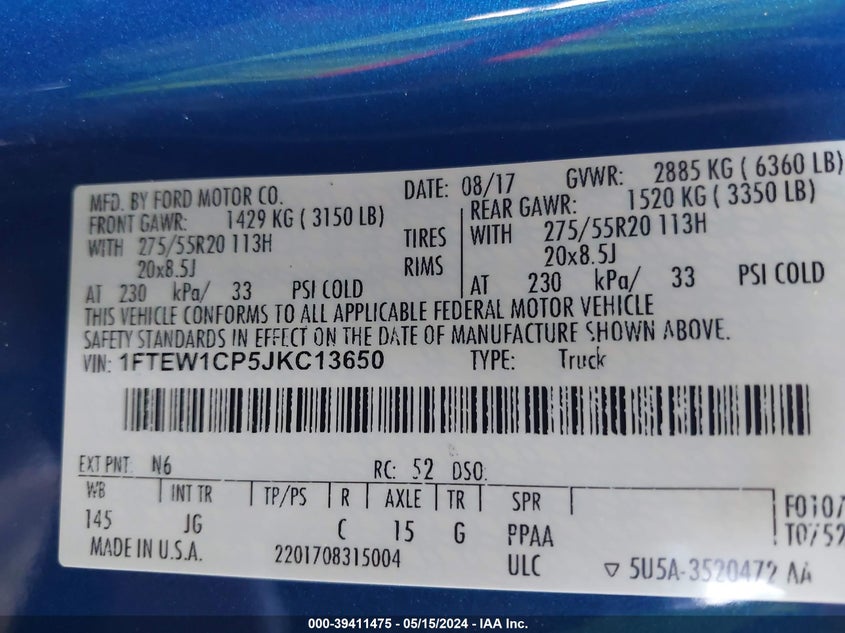 MFD. BY FORD MOTOR CO. DATE: 08/17 GVWR: 2885 KG ( 6360 LB)
FRONT GAWR: 1429 KG ( 3150 LB) REAR GAWR: 1520 KG ( 3350 LB)
WITH 275/55R20 113H TIRES WITH 275/55R20 113H
20x8.5J RIMS 20x8.5J
AT 230 kPa/ 33 PSI COLD AT 230 kPa/ 33 PSI COLD
THIS VEHICLE CONFORMS TO ALL APPLICABLE FEDERAL MOTOR VEHICLE
SAFETY STANDARDS IN EFFECT ON THE DATE OF MANUFACTURE SHOWN ABOVE.
VIN: 1FTEW1CP5JKC13650 TYPE: Truck
EXT PNT: N6 RC: 52 DSO:
WB INT TR TP/PS R AXLE TR SPR
145 JG C 15 G PPAA
MADE IN U.S.A. 2201708315004 ULC
F0107
T0752
▽ 5U5A-3520472 AA
000-39411475 - 05/15/2024 - IAA Inc.